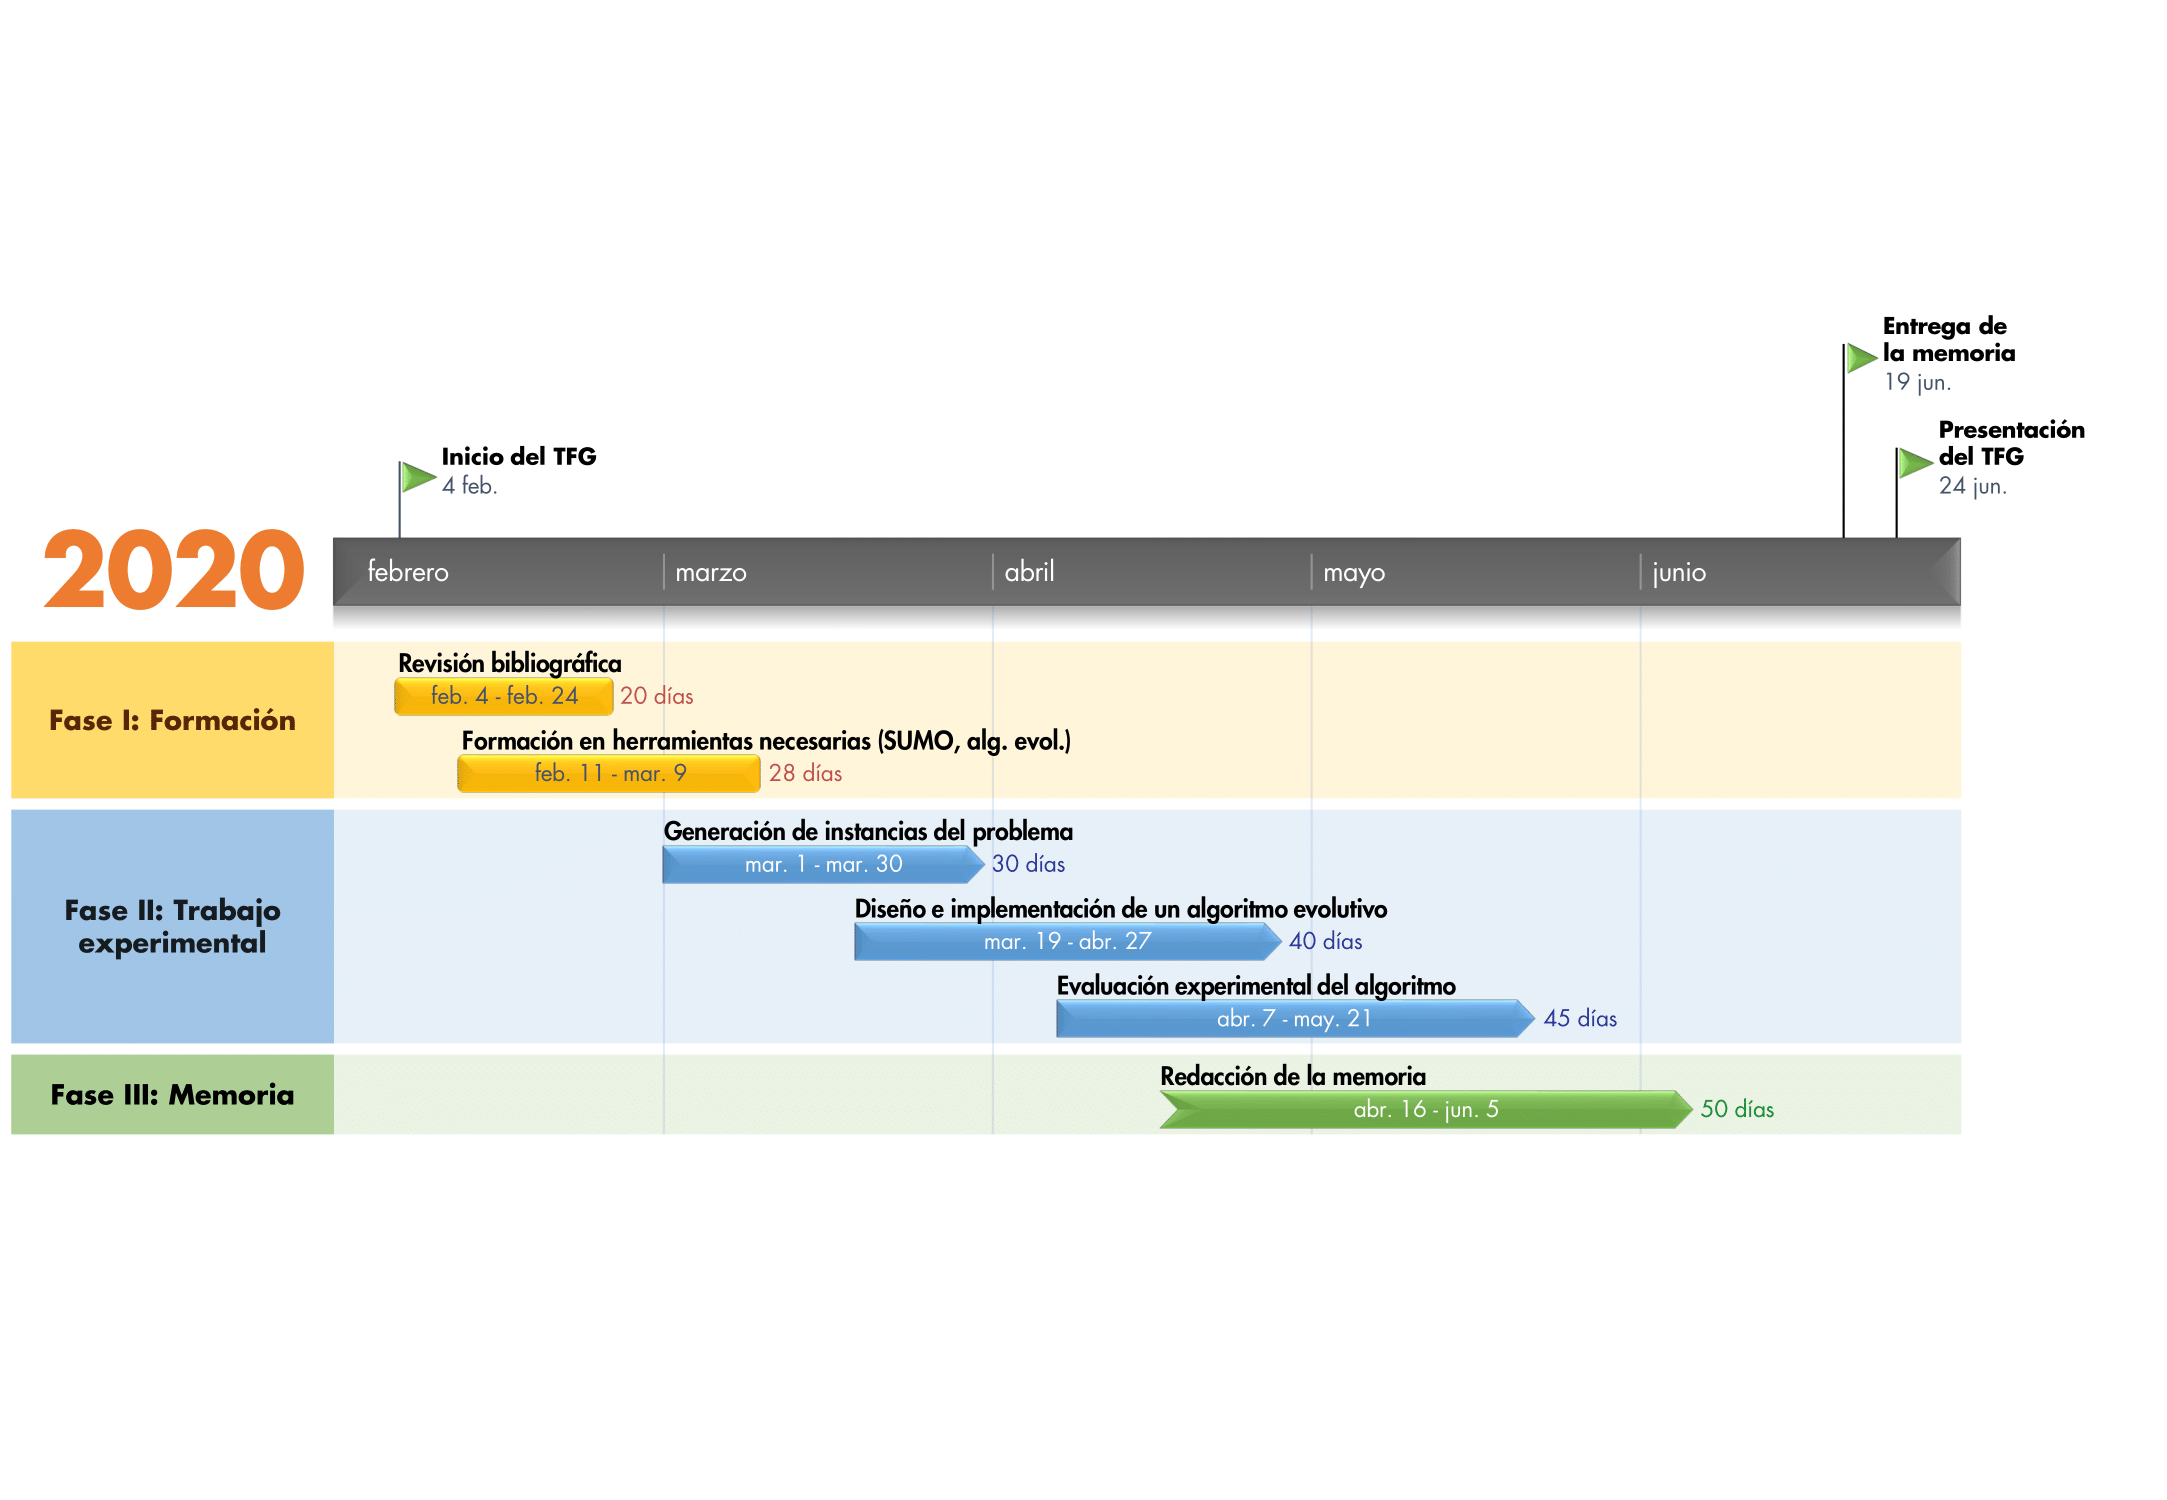 Entrega de
la memoria
19 jun.
Presentación
del TFG
24 jun.
Inicio del TFG
4 feb.
2020
febrero
marzo
abril
mayo
junio
Fase I: Formación
Revisión bibliográfica
feb. 4 - feb. 24
20 días
Formación en herramientas necesarias (SUMO, alg. evol.)
feb. 11 - mar. 9
28 días
Fase II: Trabajo
experimental
Generación de instancias del problema
mar. 1 - mar. 30
30 días
Diseño e implementación de un algoritmo evolutivo
mar. 19 - abr. 27
40 días
Evaluación experimental del algoritmo
abr. 7 - may. 21
45 días
Fase III: Memoria
Redacción de la memoria
abr. 16 - jun. 5
50 días